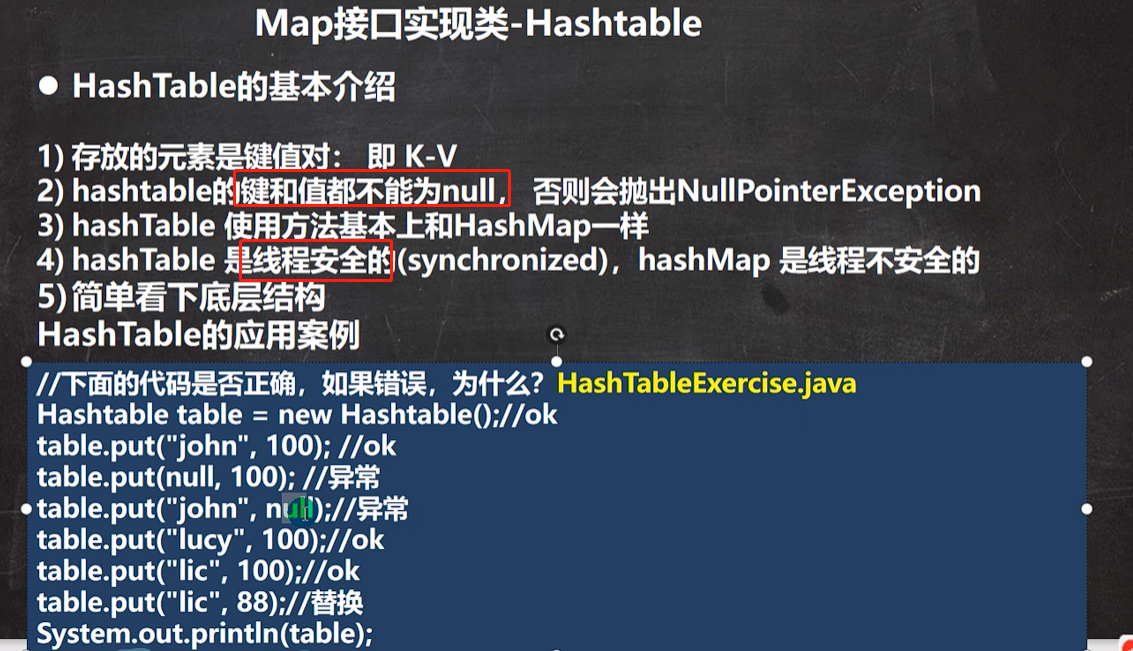 Map接口实现类-Hashtable
● HashTable的基本介绍
1) 存放的元素是键值对： 即 K-V
2) hashtable的键和值都不能为null， 否则会抛出NullPointerException
3) hashTable 使用方法基本上和HashMap一样
4) hashTable 是线程安全的(synchronized)，hashMap 是线程不安全的
5) 简单看下底层结构
HashTable的应用案例
//下面的代码是否正确，如果错误，为什么？HashTableExercise.java
Hashtable table = new Hashtable();//ok
table.put("john", 100); //ok
table.put(null, 100); //异常
table.put("john", null);//异常
table.put("lucy", 100);//ok
table.put("lic", 100);//ok
table.put("lic", 88);//替换
System.out.println(table);